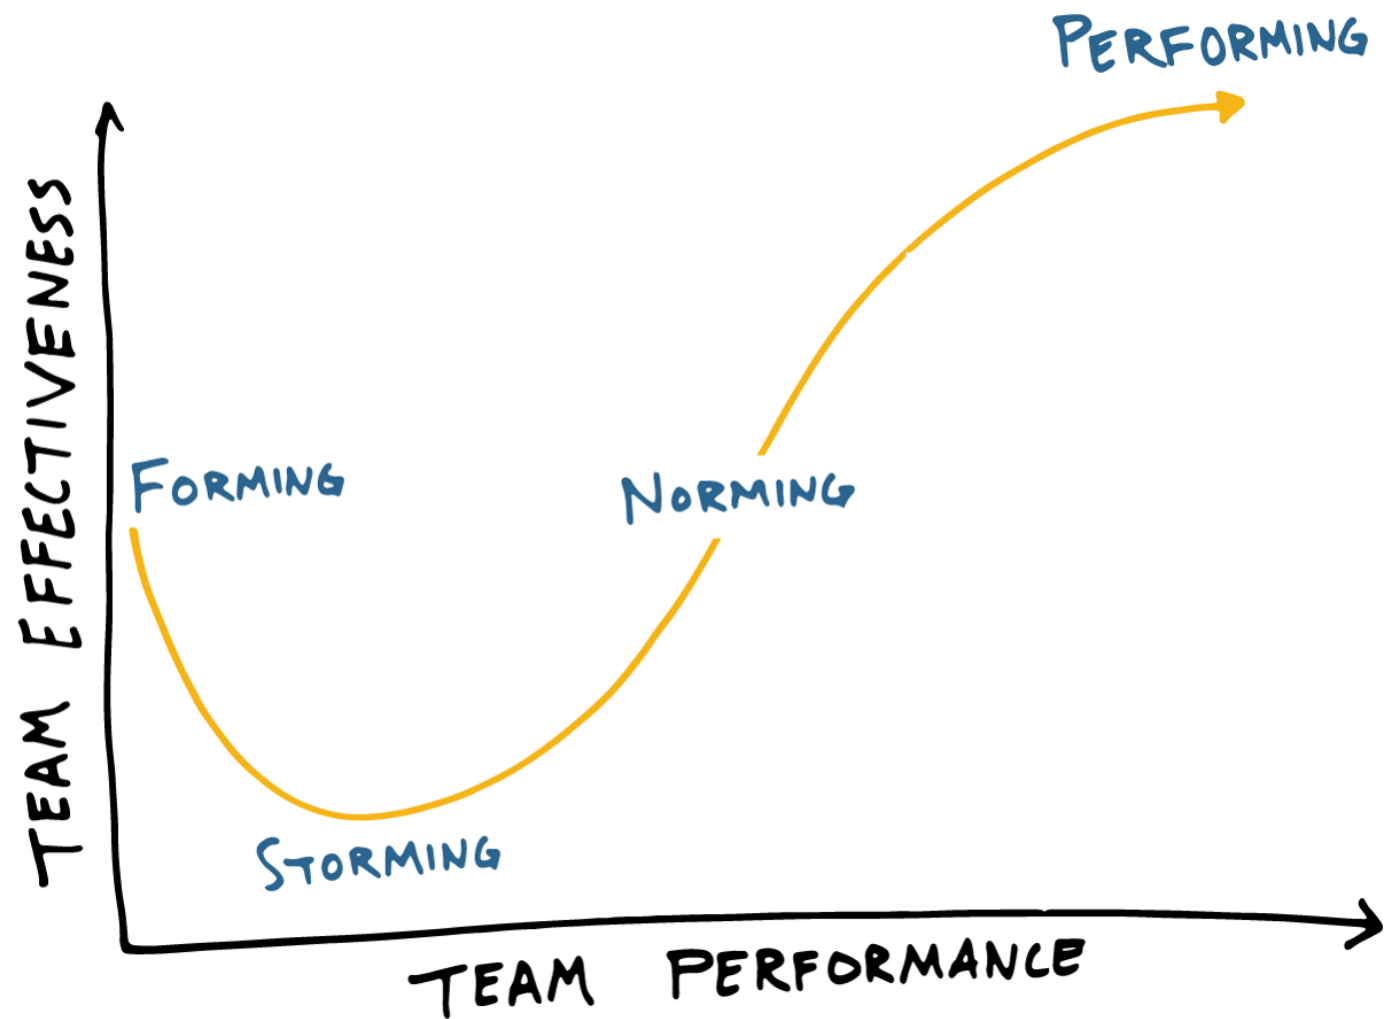 PERFORMING
TEAM EFFECTIVENESS
FORMING
NORMING
STORMING
TEAM PERFORMANCE